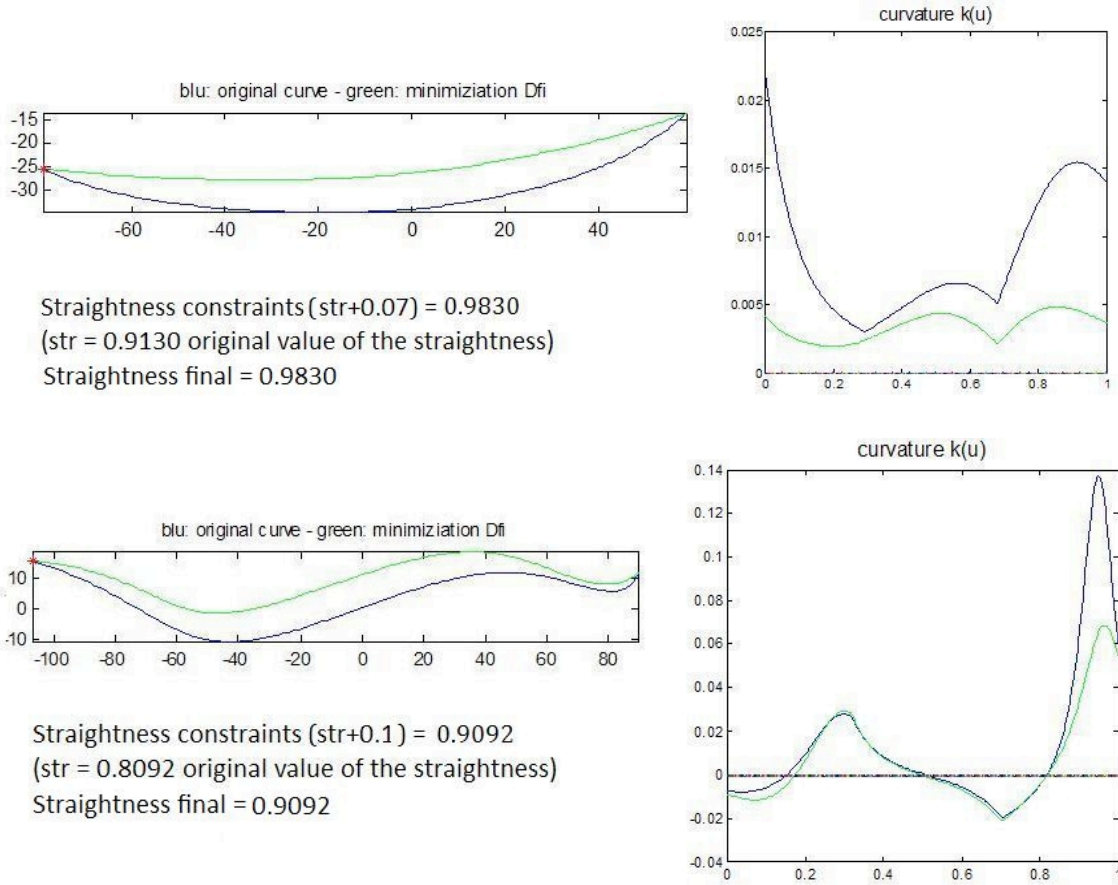 curvature k(u)
0.025
0.02
0.015
0.01
0.005
0
0 0.2 0.4 0.6 0.8 1
blu: original curve - green: minimiziation Dfi
-15
-20
-25
-30
-60 -40 -20 0 20 40
Straightness constraints (str+0.07) = 0.9830
(str = 0.9130 original value of the straightness)
Straightness final = 0.9830
curvature k(u)
0.14
0.12
0.1
0.08
0.06
0.04
0.02
0
-0.02
-0.04
0 0.2 0.4 0.6 0.8 1
blu: original curve - green: minimiziation Dfi
10
0
-10
-100 -80 -60 -40 -20 0 20 40 60 80
Straightness constraints (str+0.1) = 0.9092
(str = 0.8092 original value of the straightness)
Straightness final = 0.9092